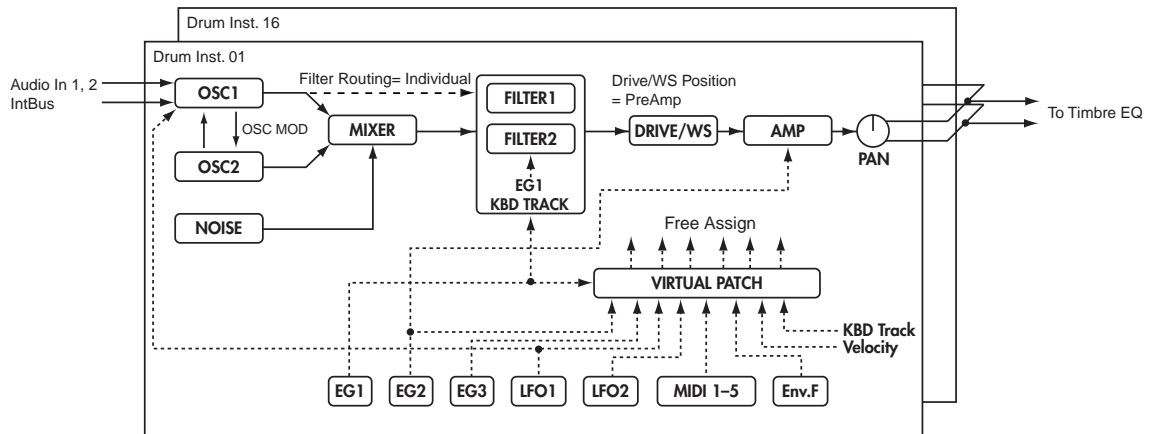 Drum Inst. 16
Drum Inst. 01
Audio In 1, 2
IntBus
OSC1
Filter Routing= Individual
OSC MOD
OSC2
NOISE
MIXER
FILTER1
FILTER2
EG1
KBD TRACK
Drive/WS Position
= PreAmp
DRIVE/WS
AMP
PAN
To Timbre EQ
Free Assign
VIRTUAL PATCH
KBD Track
Velocity
EG1
EG2
EG3
LFO1
LFO2
MIDI 1–5
Env.F